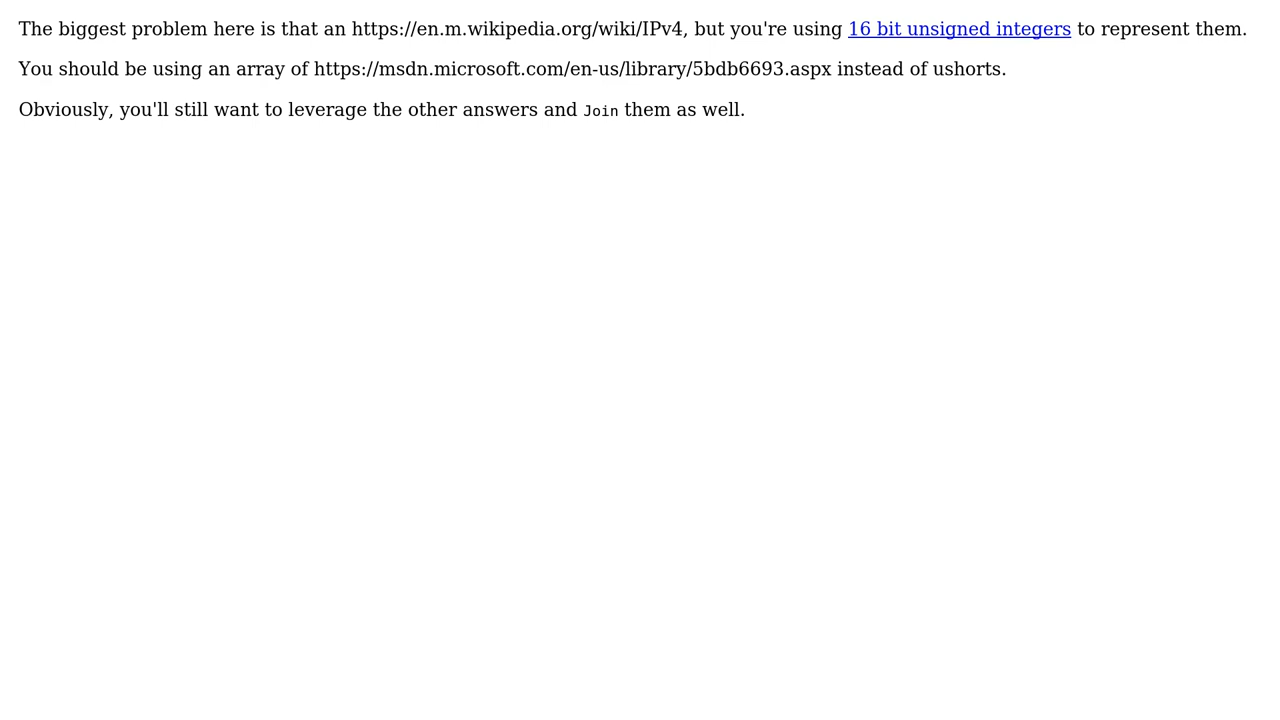 The biggest problem here is that an https://en.m.wikipedia.org/wiki/IPv4, but you're using 16 bit unsigned integers to represent them.
You should be using an array of https://msdn.microsoft.com/en-us/library/5bdb6693.aspx instead of ushorts.
Obviously, you'll still want to leverage the other answers and Join them as well.